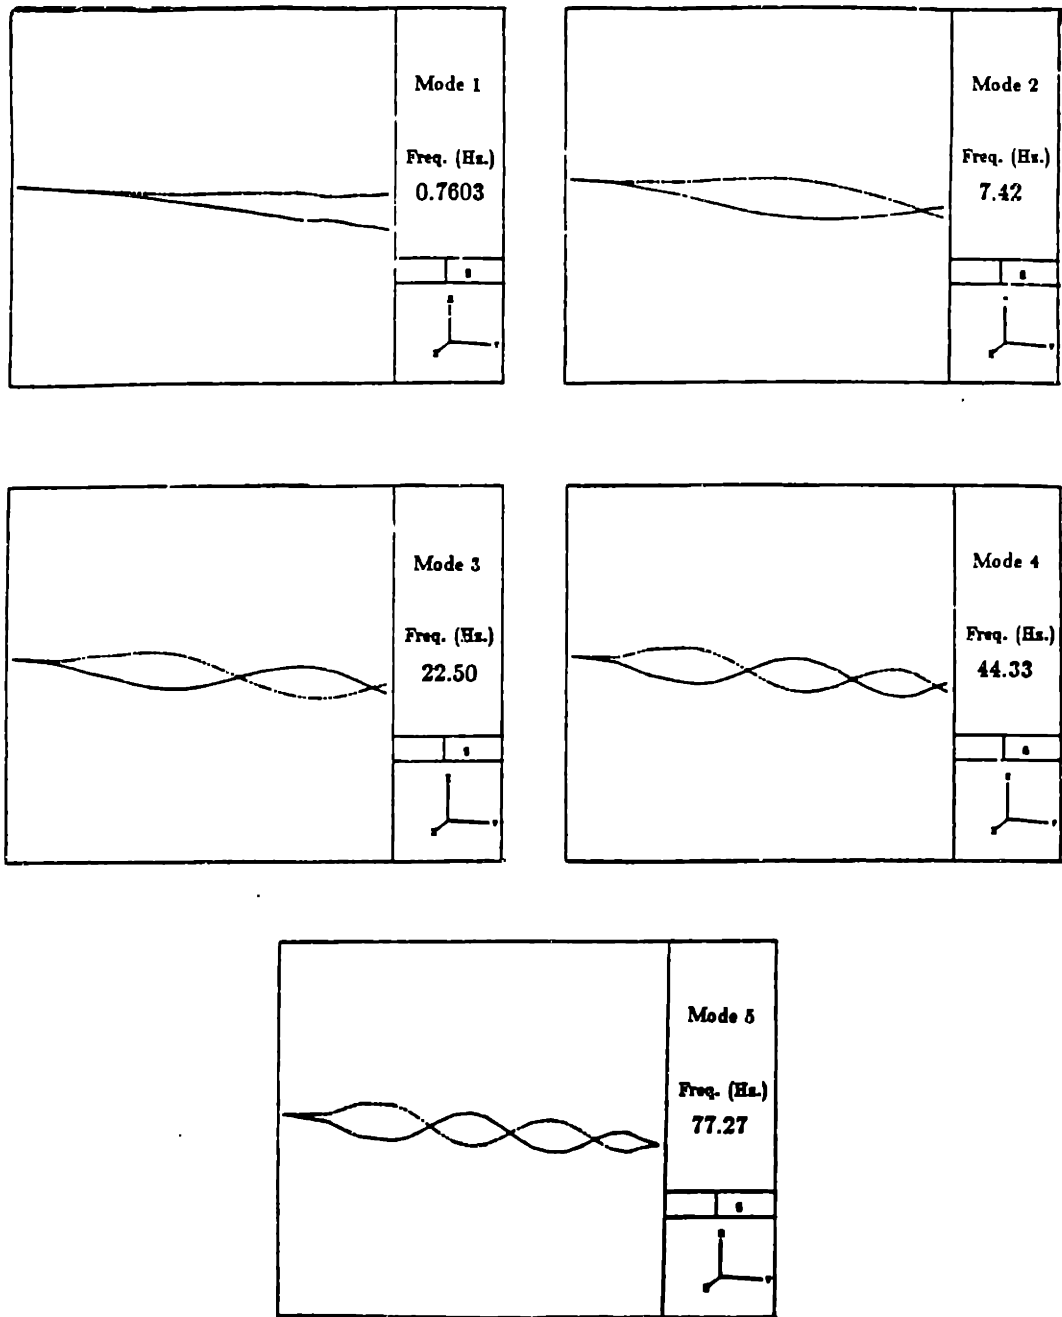 Mode 1
Freq. (Hz.)
0.7603
Mode 2
Freq. (Hz.)
7.42
Mode 3
Freq. (Hz.)
22.50
Mode 4
Freq. (Hz.)
44.33
Mode 5
Freq. (Hz.)
77.27